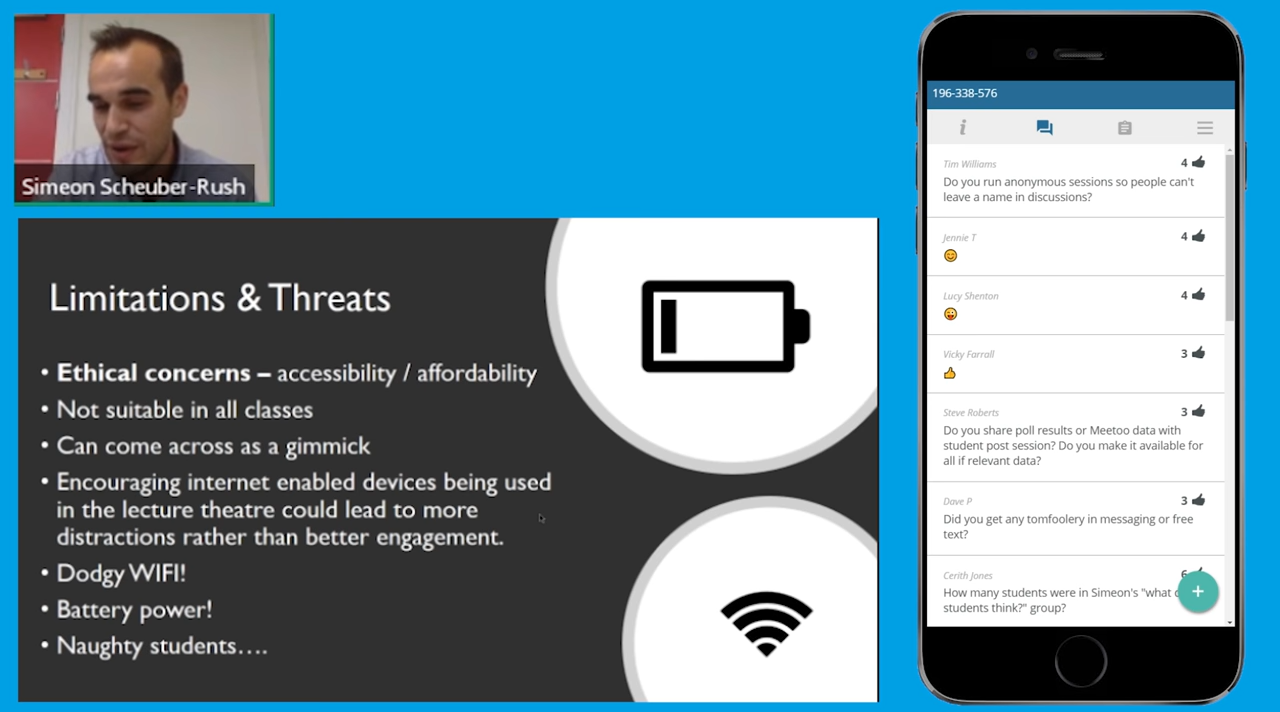 Simeon Scheuber-Rush
Limitations & Threats
• Ethical concerns – accessibility / affordability
• Not suitable in all classes
• Can come across as a gimmick
• Encouraging internet enabled devices being used
in the lecture theatre could lead to more
distractions rather than better engagement.
• Dodgy WIFI!
• Battery power!
• Naughty students….
196-338-576
Tim Williams 4
Do you run anonymous sessions so people can't
leave a name in discussions?
Jennie T 4
Lucy Shenton 4
Vicky Farrall 3
Steve Roberts 3
Do you share poll results or Meetoo data with
student post session? Do you make it available for
all if relevant data?
Dave P 3
Did you get any tomfoolery in messaging or free
text?
Cerith Jones 6
How many students were in Simeon's "what
students think?" group?